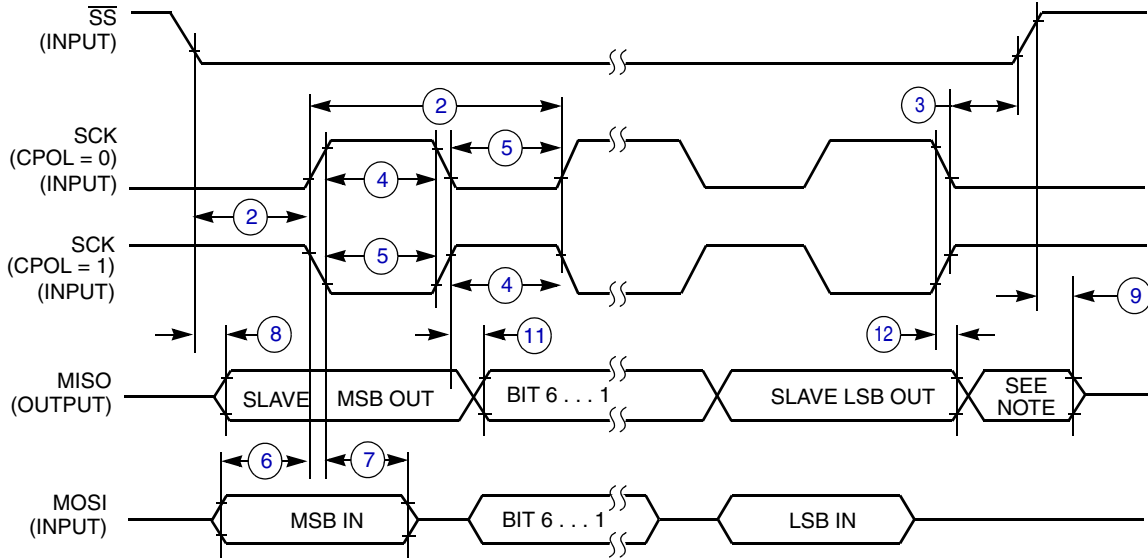 SS
(INPUT)
2
3
SCK
(CPOL = 0)
(INPUT)
5
4
2
SCK
(CPOL = 1)
(INPUT)
5
4
9
8
11
12
MISO
(OUTPUT)
SLAVE MSB OUT
BIT 6 . . . 1
SLAVE LSB OUT
SEE
NOTE
6
7
MOSI
(INPUT)
MSB IN
BIT 6 . . . 1
LSB IN